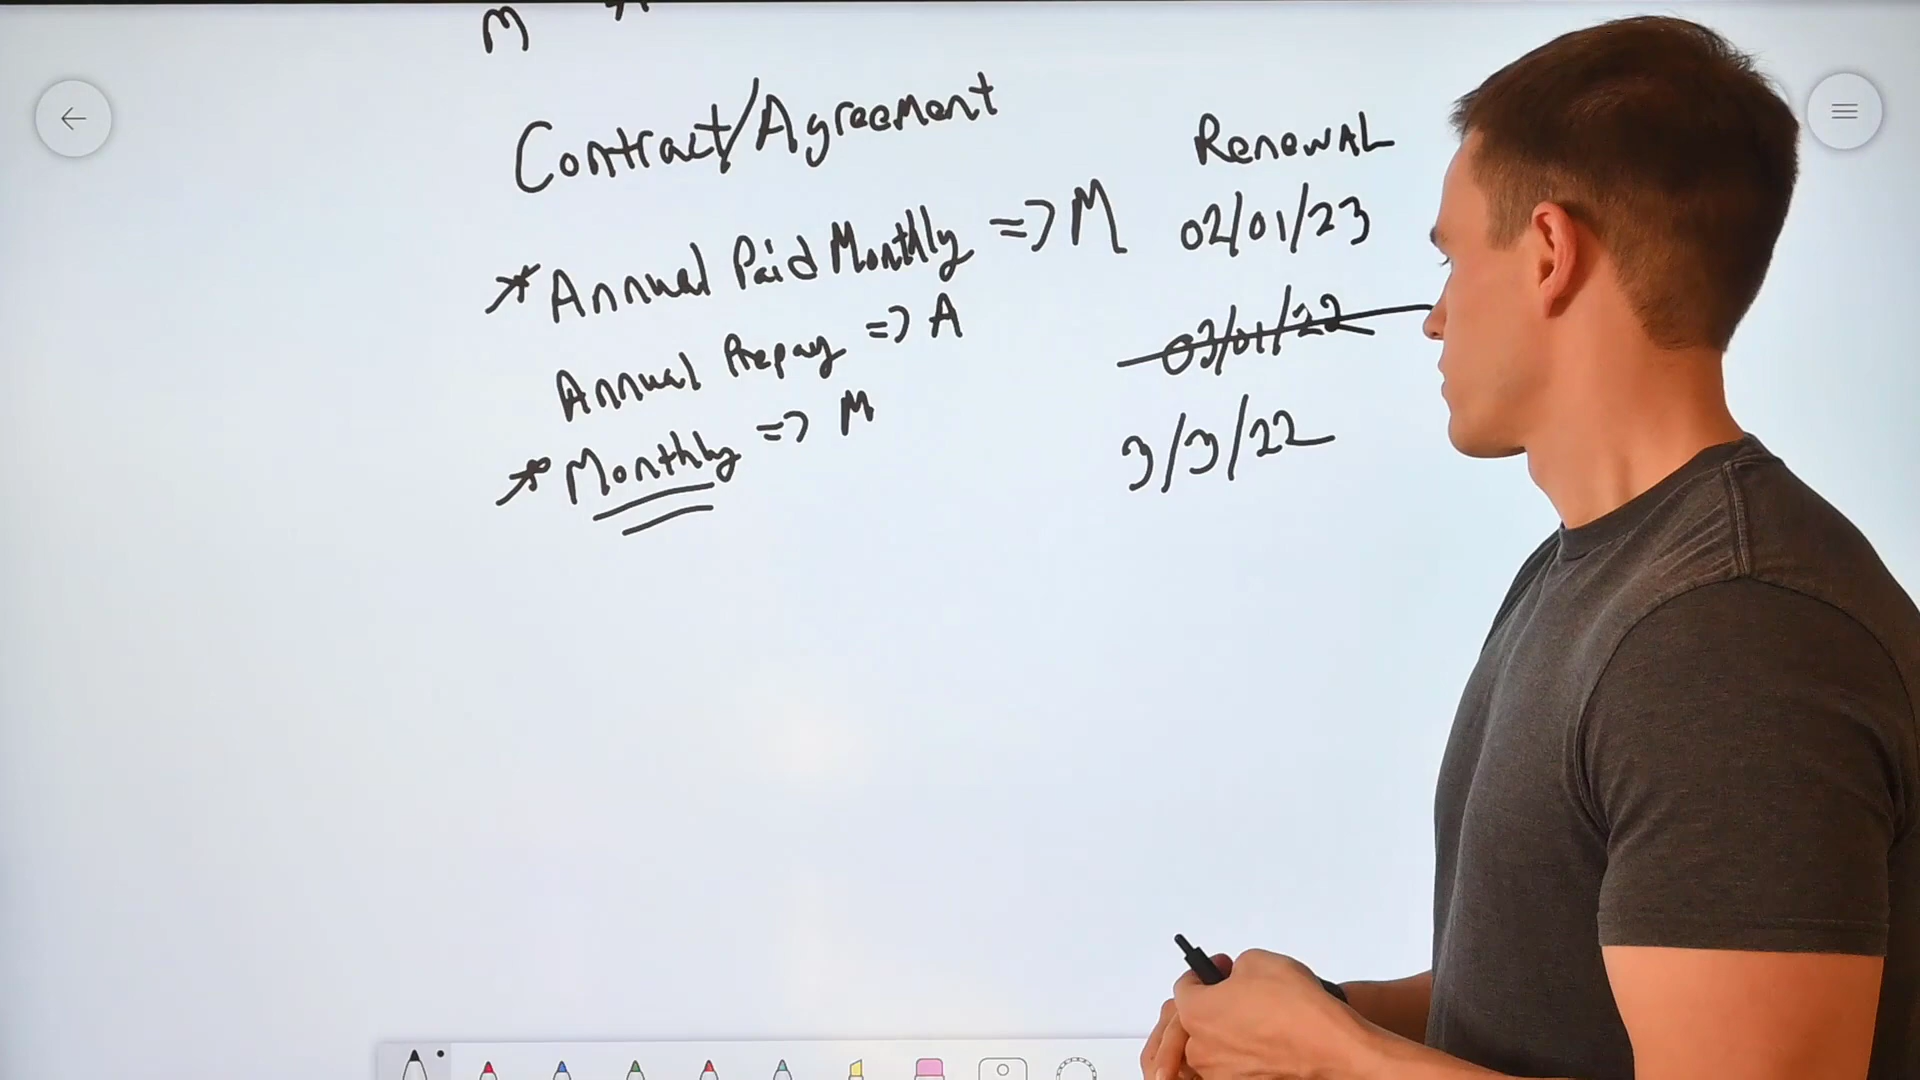 M
Contract/Agreement
Renewal
* Annual Paid Monthly => M
02/01/23
Annual Prepay => A
03/01/22
* Monthly => M
3/3/22